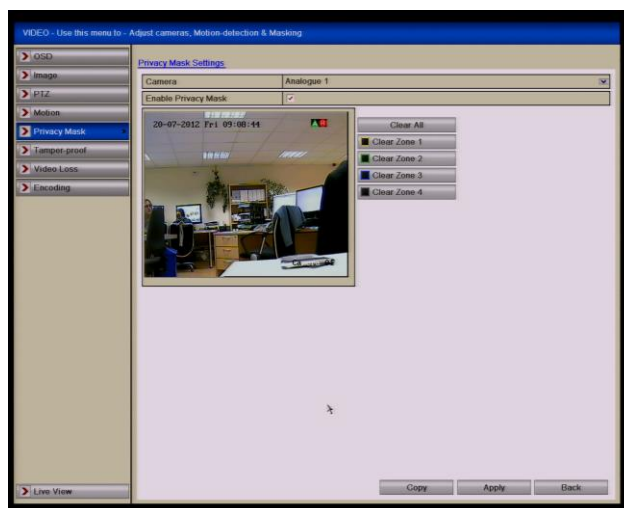 VIDEO - Use this menu to - Adjust cameras, Motion-detection & Masking
OSD
Image
PTZ
Motion
Privacy Mask
Tamper-proof
Video Loss
Encoding
Live View
Privacy Mask Settings
Camera Analogue 1
Enable Privacy Mask
20-07-2012 Fri 09:08:44
Clear All
Clear Zone 1
Clear Zone 2
Clear Zone 3
Clear Zone 4
Copy Apply Back